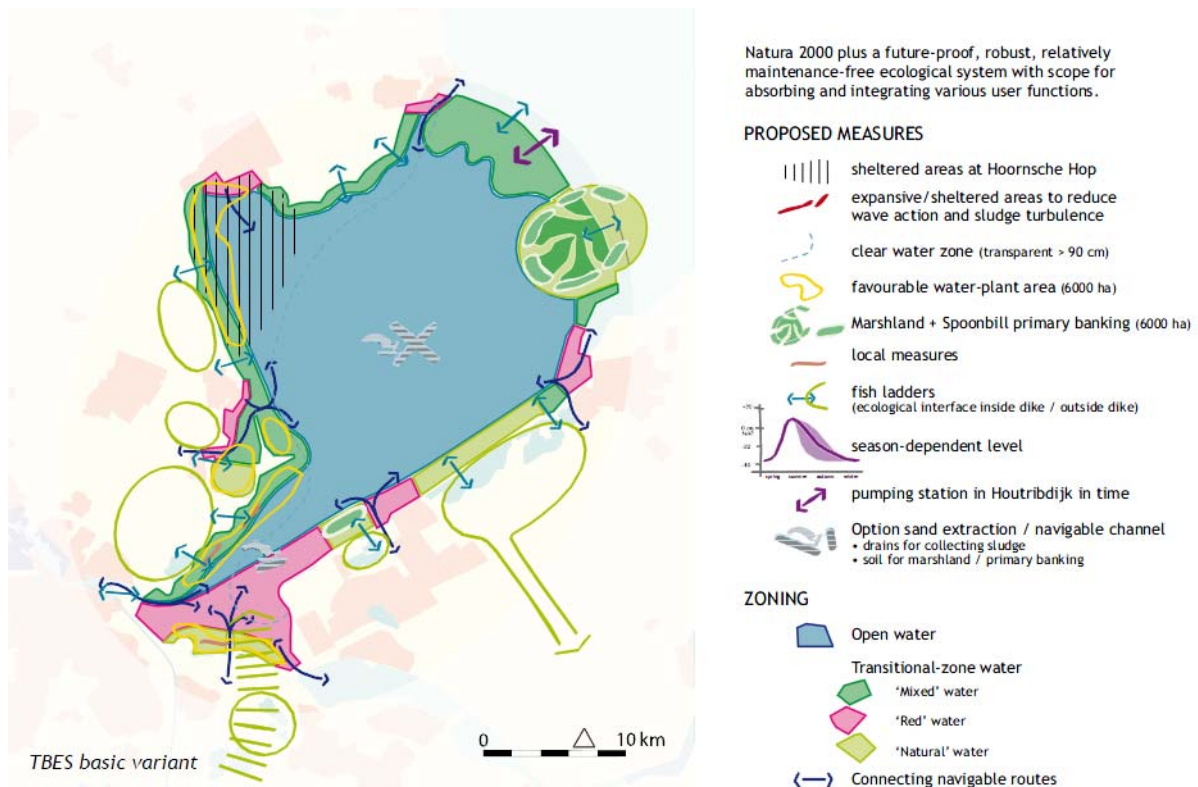 Natura 2000 plus a future-proof, robust, relatively
maintenance-free ecological system with scope for
absorbing and integrating various user functions.
PROPOSED MEASURES
sheltered areas at Hoornsche Hop
expansive/sheltered areas to reduce
wave action and sludge turbulence
clear water zone (transparent > 90 cm)
favourable water-plant area (6000 ha)
Marshland + Spoonbill primary banking (6000 ha)
local measures
fish ladders
(ecological interface inside dike / outside dike)
season-dependent level
spring summer autumn winter
pumping station in Houtribdijk in time
Option sand extraction / navigable channel
• drains for collecting sludge
• soil for marshland / primary banking
ZONING
Open water
Transitional-zone water
'Mixed' water
'Red' water
'Natural' water
Connecting navigable routes
0 10 km
TBES basic variant